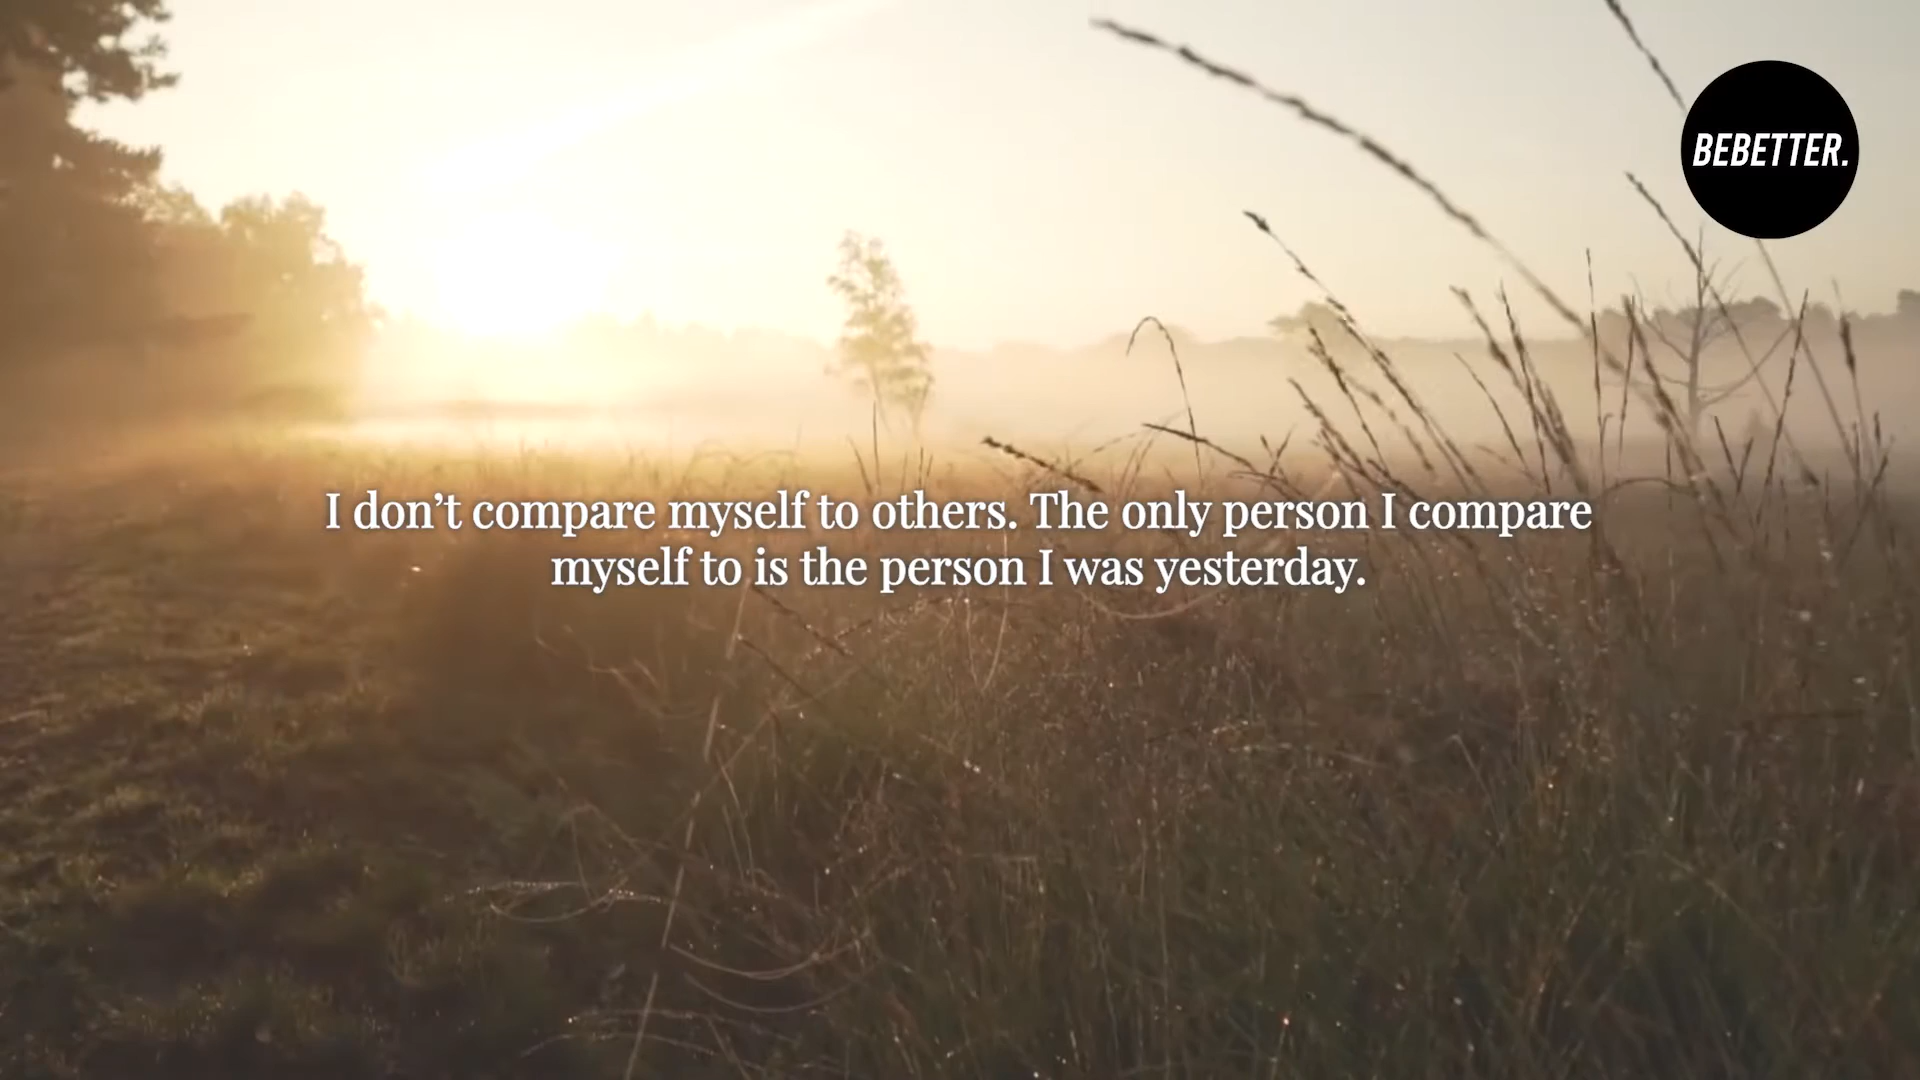 BEBETTER.
I don’t compare myself to others. The only person I compare
myself to is the person I was yesterday.